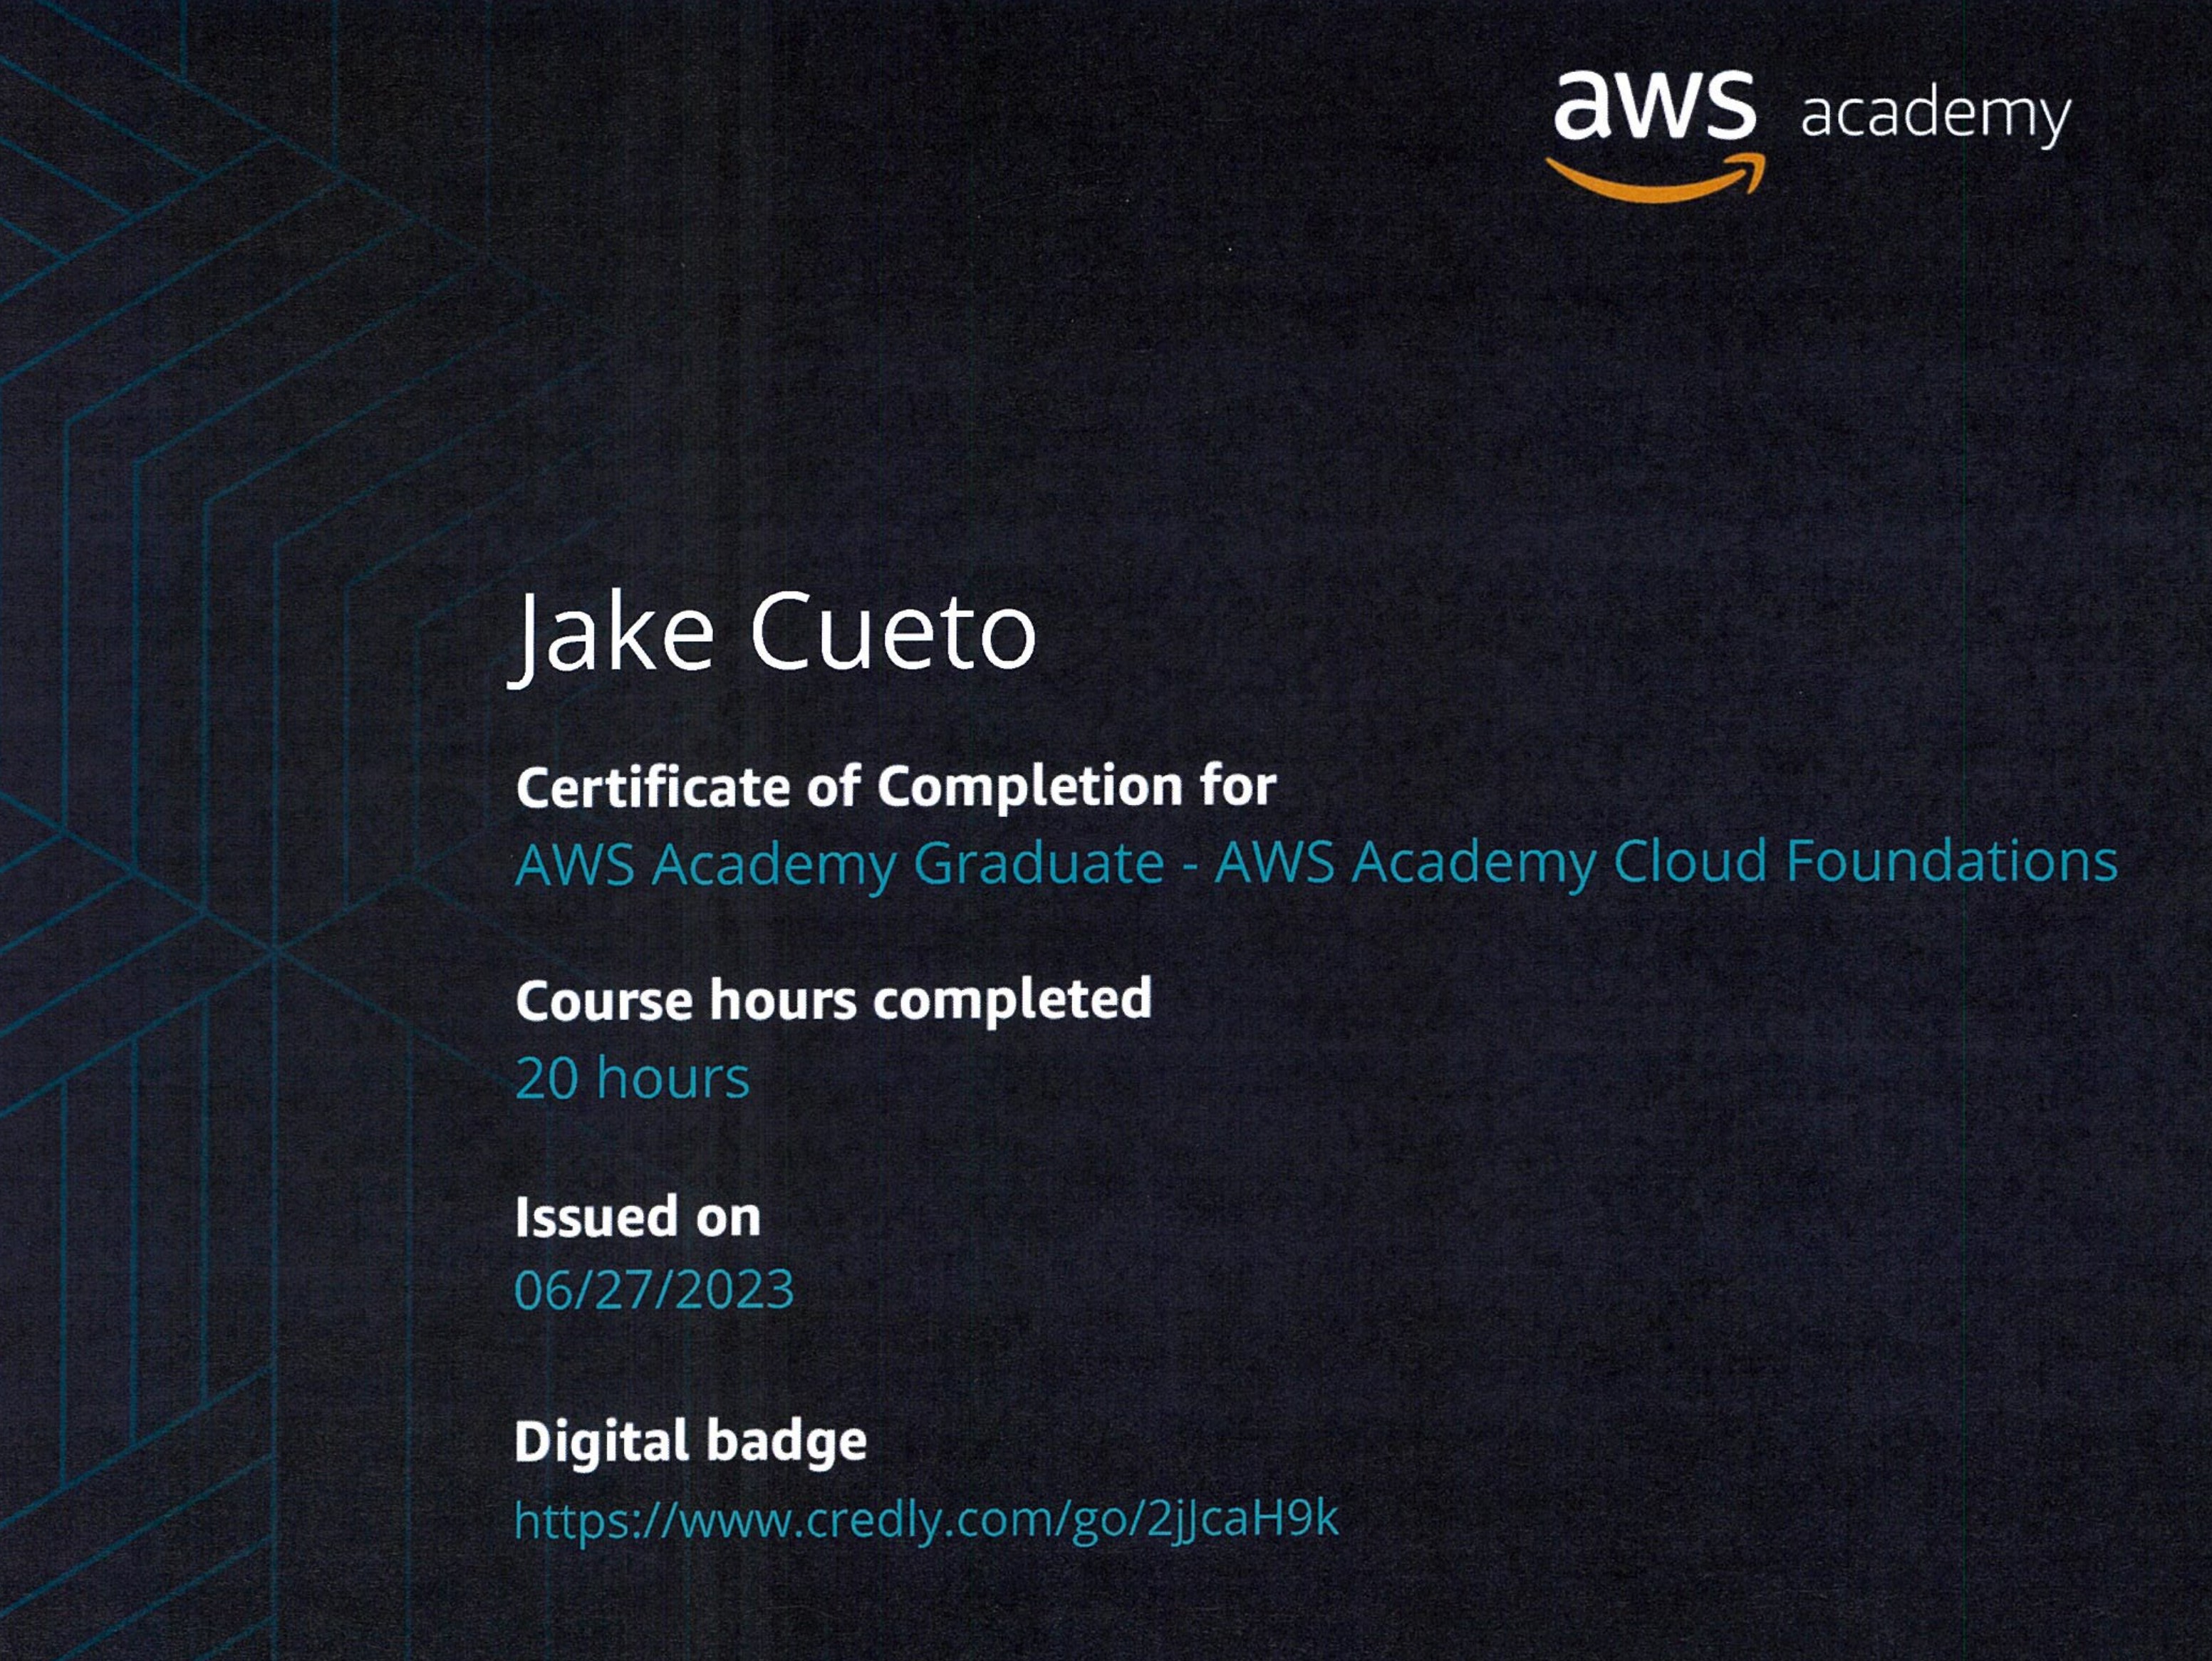 aws academy
Jake Cueto
Certificate of Completion for
AWS Academy Graduate - AWS Academy Cloud Foundations
Course hours completed
20 hours
Issued on
06/27/2023
Digital badge
https://www.credly.com/go/2jJcaH9k